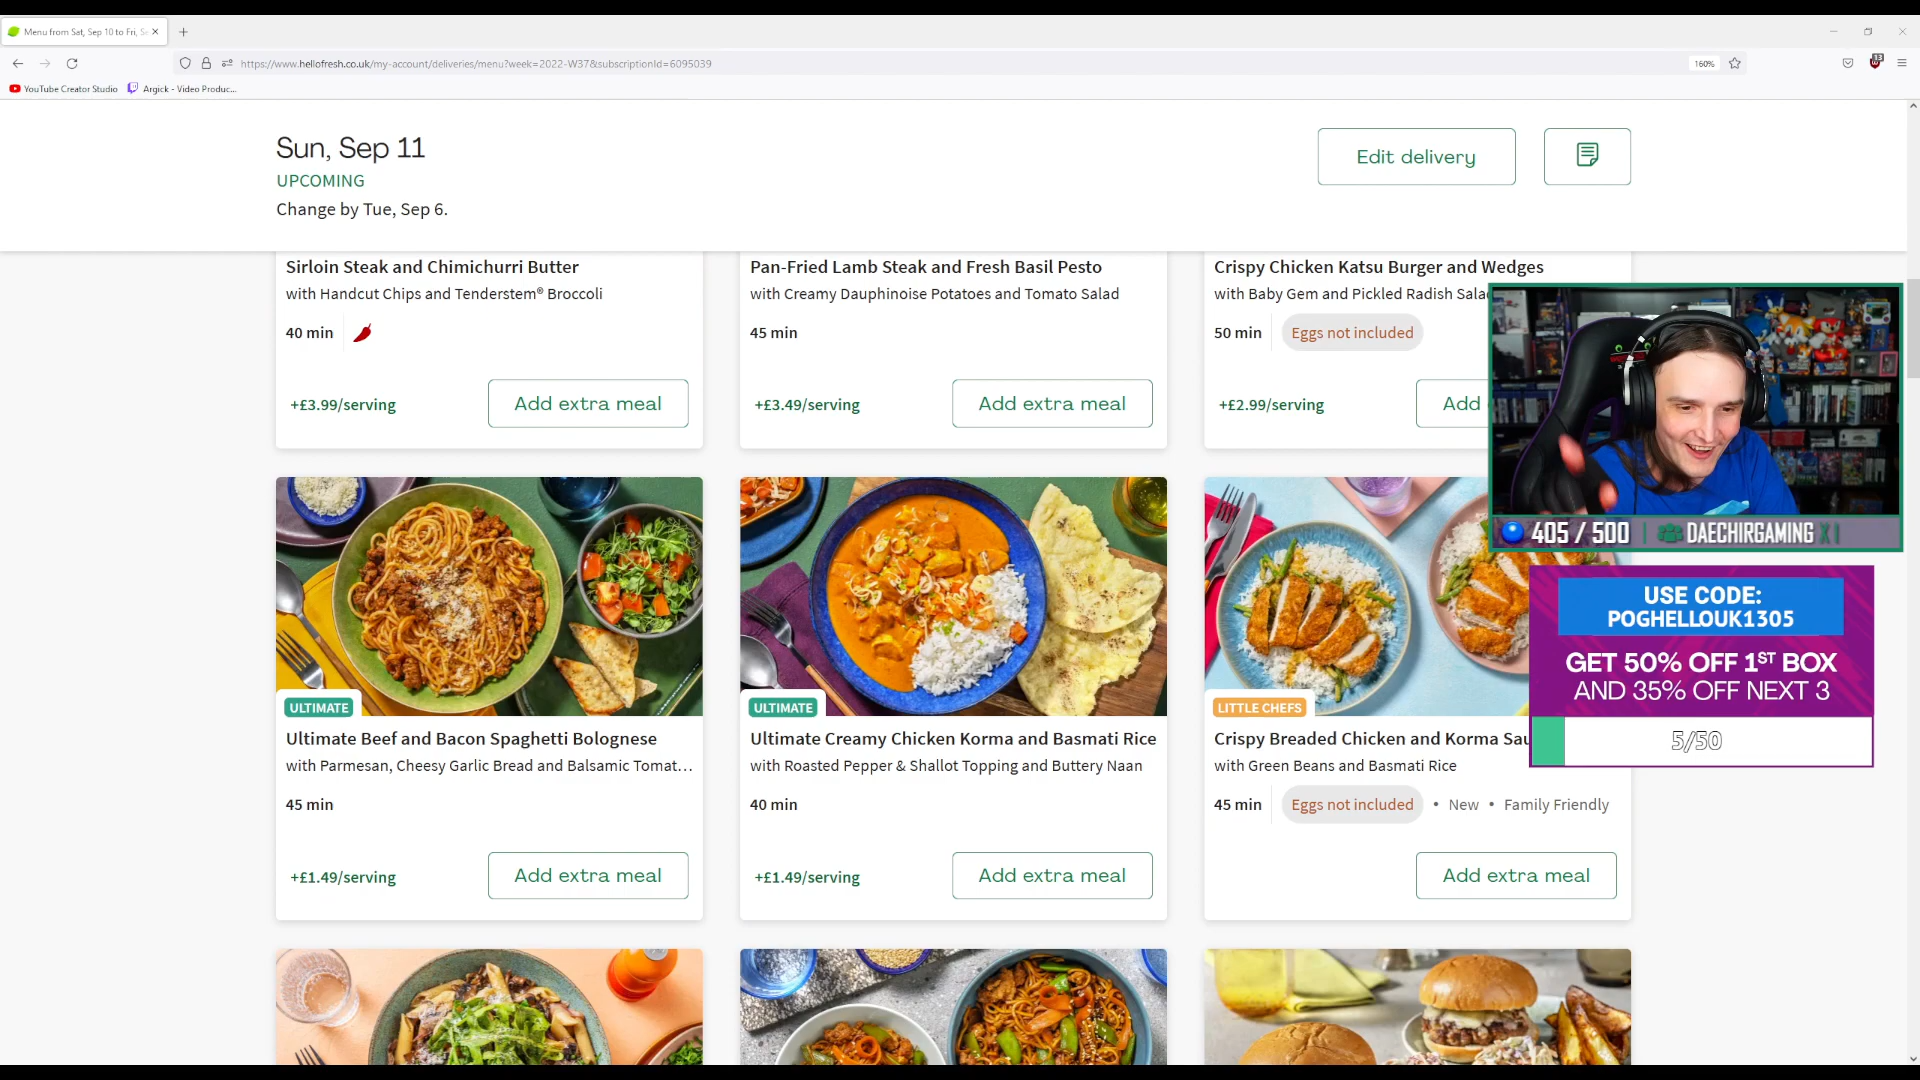 Menu from Sat, Sep 10 to Fri, Se
https://www.hellofresh.co.uk/my-account/deliveries/menu?week=2022-W37&subscriptionId=6095039
160%
13
YouTube Creator Studio
Argick - Video Produc...
Sun, Sep 11
UPCOMING
Change by Tue, Sep 6.
Edit delivery
Sirloin Steak and Chimichurri Butter
with Handcut Chips and Tenderstem® Broccoli
40 min
+£3.99/serving
Add extra meal
Pan-Fried Lamb Steak and Fresh Basil Pesto
with Creamy Dauphinoise Potatoes and Tomato Salad
45 min
+£3.49/serving
Add extra meal
Crispy Chicken Katsu Burger and Wedges
with Baby Gem and Pickled Radish Sala
50 min
Eggs not included
+£2.99/serving
Add
405 / 500
DAECHIRGAMING X1
USE CODE:
POGHELLOUK1305
GET 50% OFF 1ST BOX
AND 35% OFF NEXT 3
5/50
ULTIMATE
Ultimate Beef and Bacon Spaghetti Bolognese
with Parmesan, Cheesy Garlic Bread and Balsamic Tomat...
45 min
+£1.49/serving
Add extra meal
ULTIMATE
Ultimate Creamy Chicken Korma and Basmati Rice
with Roasted Pepper & Shallot Topping and Buttery Naan
40 min
+£1.49/serving
Add extra meal
LITTLE CHEFS
Crispy Breaded Chicken and Korma Sau
with Green Beans and Basmati Rice
45 min
Eggs not included
• New • Family Friendly
Add extra meal